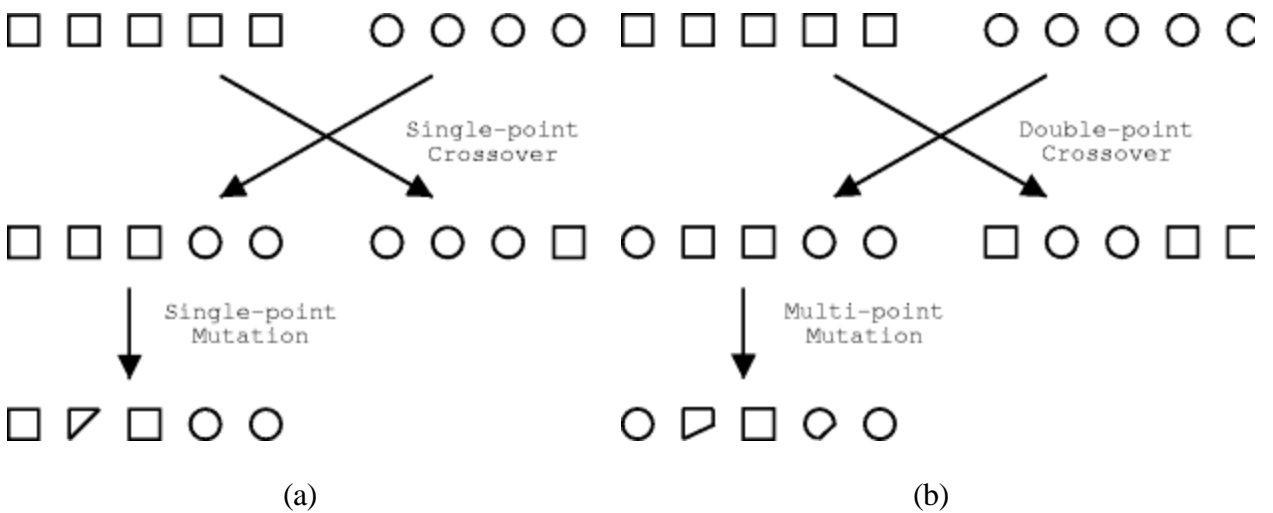 Single-point
Crossover
Double-point
Crossover
Single-point
Mutation
Multi-point
Mutation
(a)
(b)